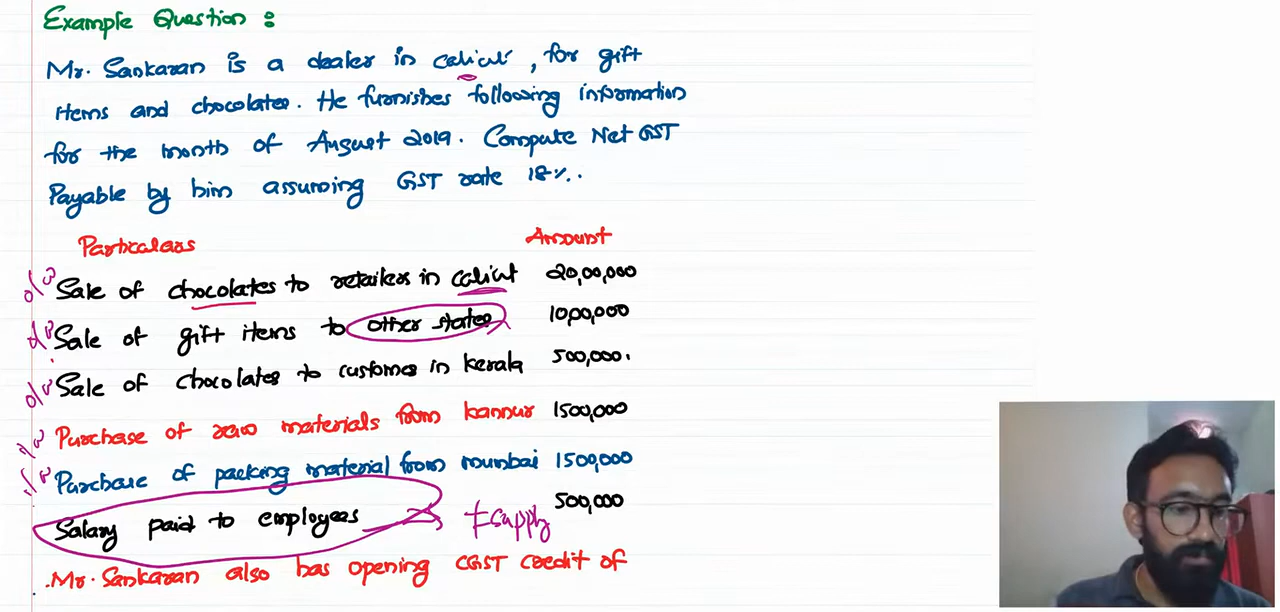 Example Question :
Mr. Sankaran is a dealer in calicut, for gift
items and chocolates. He furnishes following information
for the month of August 2019. Compute Net GST
Payable by him assuming GST rate 18%.
Particulars Amount
o/w Sale of chocolates to retailers in calicut 20,00,000
o/w Sale of gift items to other states 1000,000
o/w Sale of chocolates to customer in kerala 500,000.
i/w Purchase of raw materials from kannur 1500,000
i/w Purchase of packing material from mumbai 1500,000
Salary paid to employees ≠ supply 500,000
Mr. Sankaran also has opening CGST credit of